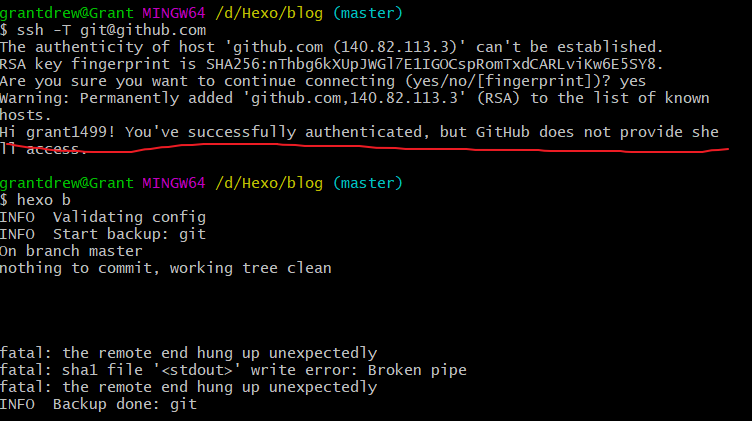 grantdrew@Grant MINGW64 /d/Hexo/blog (master)
$ ssh -T git@github.com
The authenticity of host 'github.com (140.82.113.3)' can't be established.
RSA key fingerprint is SHA256:nThbg6kXUpJWGl7E1IGOCspRomTxdCARLviKw6E5SY8.
Are you sure you want to continue connecting (yes/no/[fingerprint])? yes
Warning: Permanently added 'github.com,140.82.113.3' (RSA) to the list of known
hosts.
Hi grant1499! You've successfully authenticated, but GitHub does not provide she
ll access.
grantdrew@Grant MINGW64 /d/Hexo/blog (master)
$ hexo b
INFO  Validating config
INFO  Start backup: git
On branch master
nothing to commit, working tree clean
fatal: the remote end hung up unexpectedly
fatal: sha1 file '<stdout>' write error: Broken pipe
fatal: the remote end hung up unexpectedly
INFO  Backup done: git